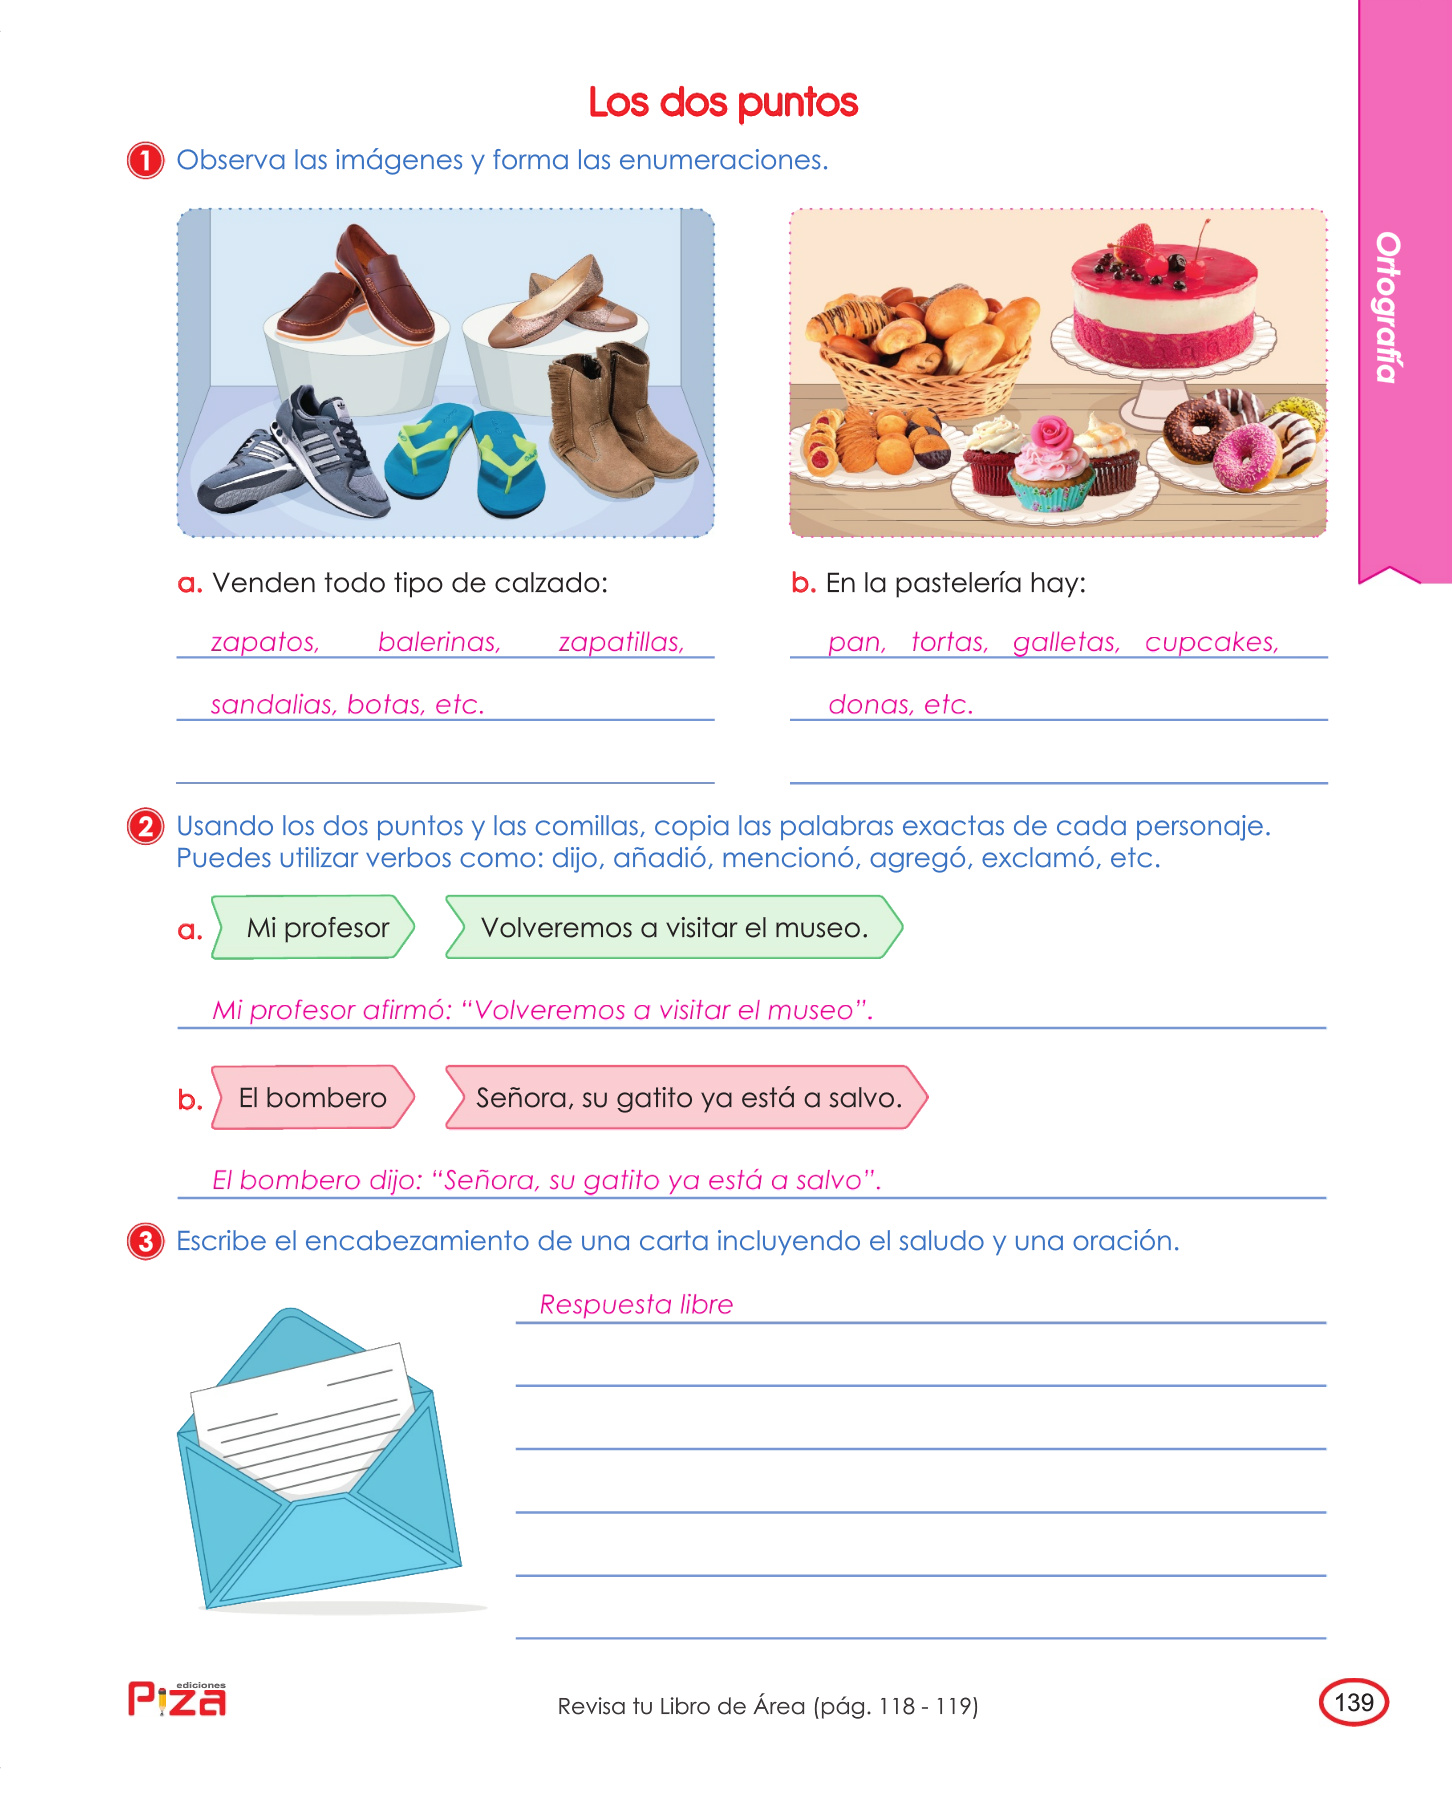 Los dos puntos
Ortografía
1 Observa las imágenes y forma las enumeraciones.
a. Venden todo tipo de calzado:
zapatos, balerinas, zapatillas,
sandalias, botas, etc.
b. En la pastelería hay:
pan, tortas, galletas, cupcakes,
donas, etc.
2 Usando los dos puntos y las comillas, copia las palabras exactas de cada personaje.
Puedes utilizar verbos como: dijo, añadió, mencionó, agregó, exclamó, etc.
a. Mi profesor Volveremos a visitar el museo.
Mi profesor afirmó: “Volveremos a visitar el museo”.
b. El bombero Señora, su gatito ya está a salvo.
El bombero dijo: “Señora, su gatito ya está a salvo”.
3 Escribe el encabezamiento de una carta incluyendo el saludo y una oración.
Respuesta libre
ediciones
Piza
Revisa tu Libro de Área (pág. 118 - 119)
139